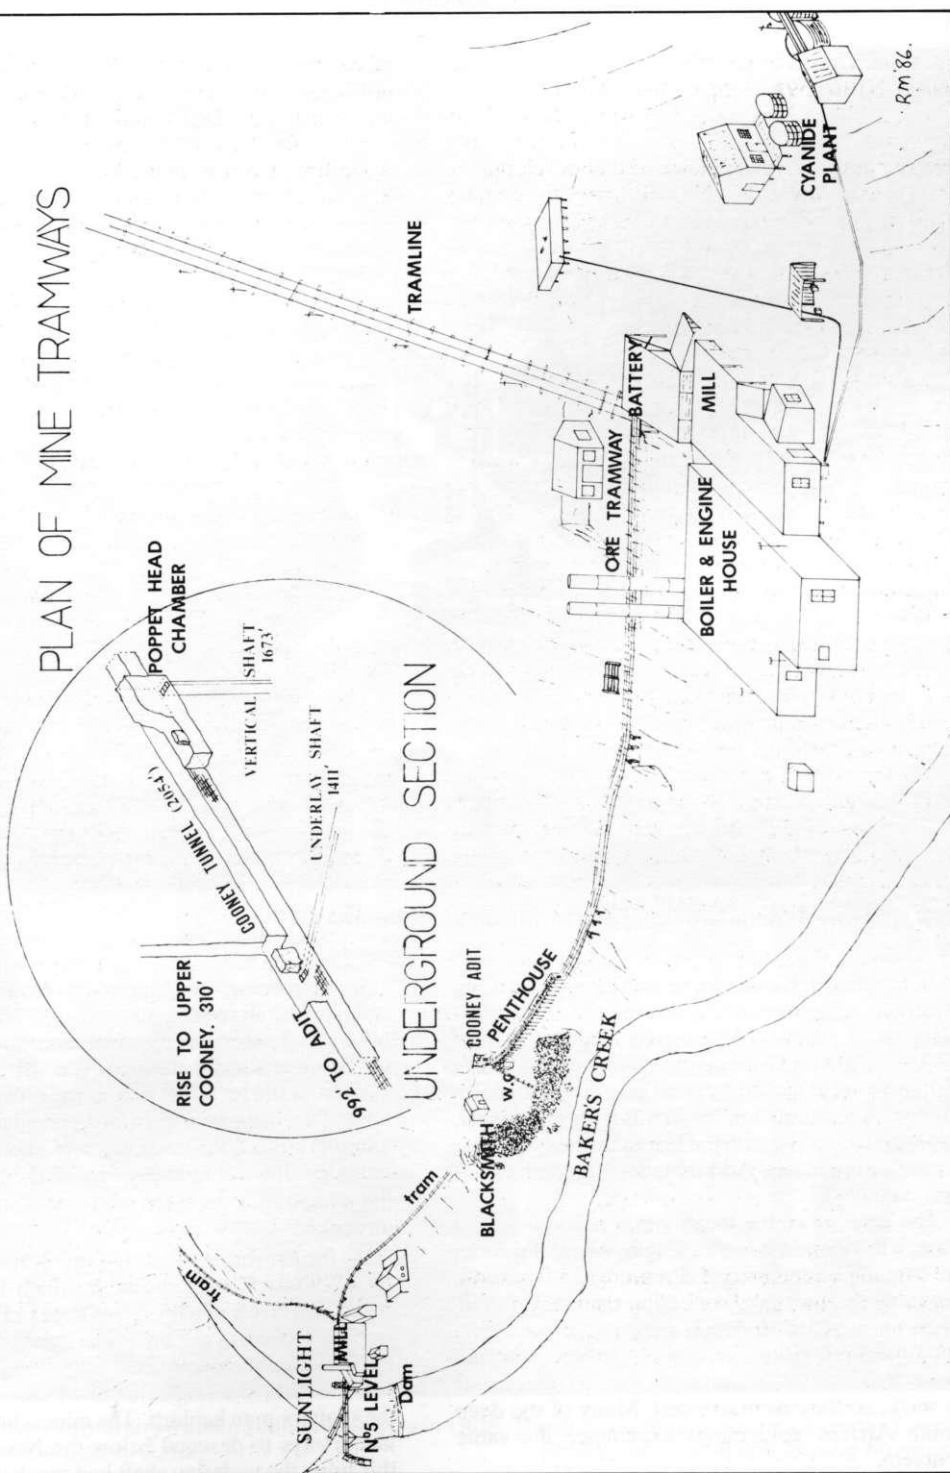 PLAN OF MINE TRAMWAYS
RM'86.
POPPET HEAD
CHAMBER
VERTICAL SHAFT
1673'
UNDERLAY SHAFT
1411'
COONEY TUNNEL (2054')
RISE TO UPPER
COONEY. 310'
992' TO ADIT
UNDERGROUND SECTION
TRAMLINE
CYANIDE
PLANT
BATTERY
MILL
ORE TRAMWAY
BOILER & ENGINE
HOUSE
COONEY ADIT
PENTHOUSE
W.O.D.
BLACKSMITH
BAKERS CREEK
tram
tram
SUNLIGHT
MILL
Nº5 LEVEL
Dam